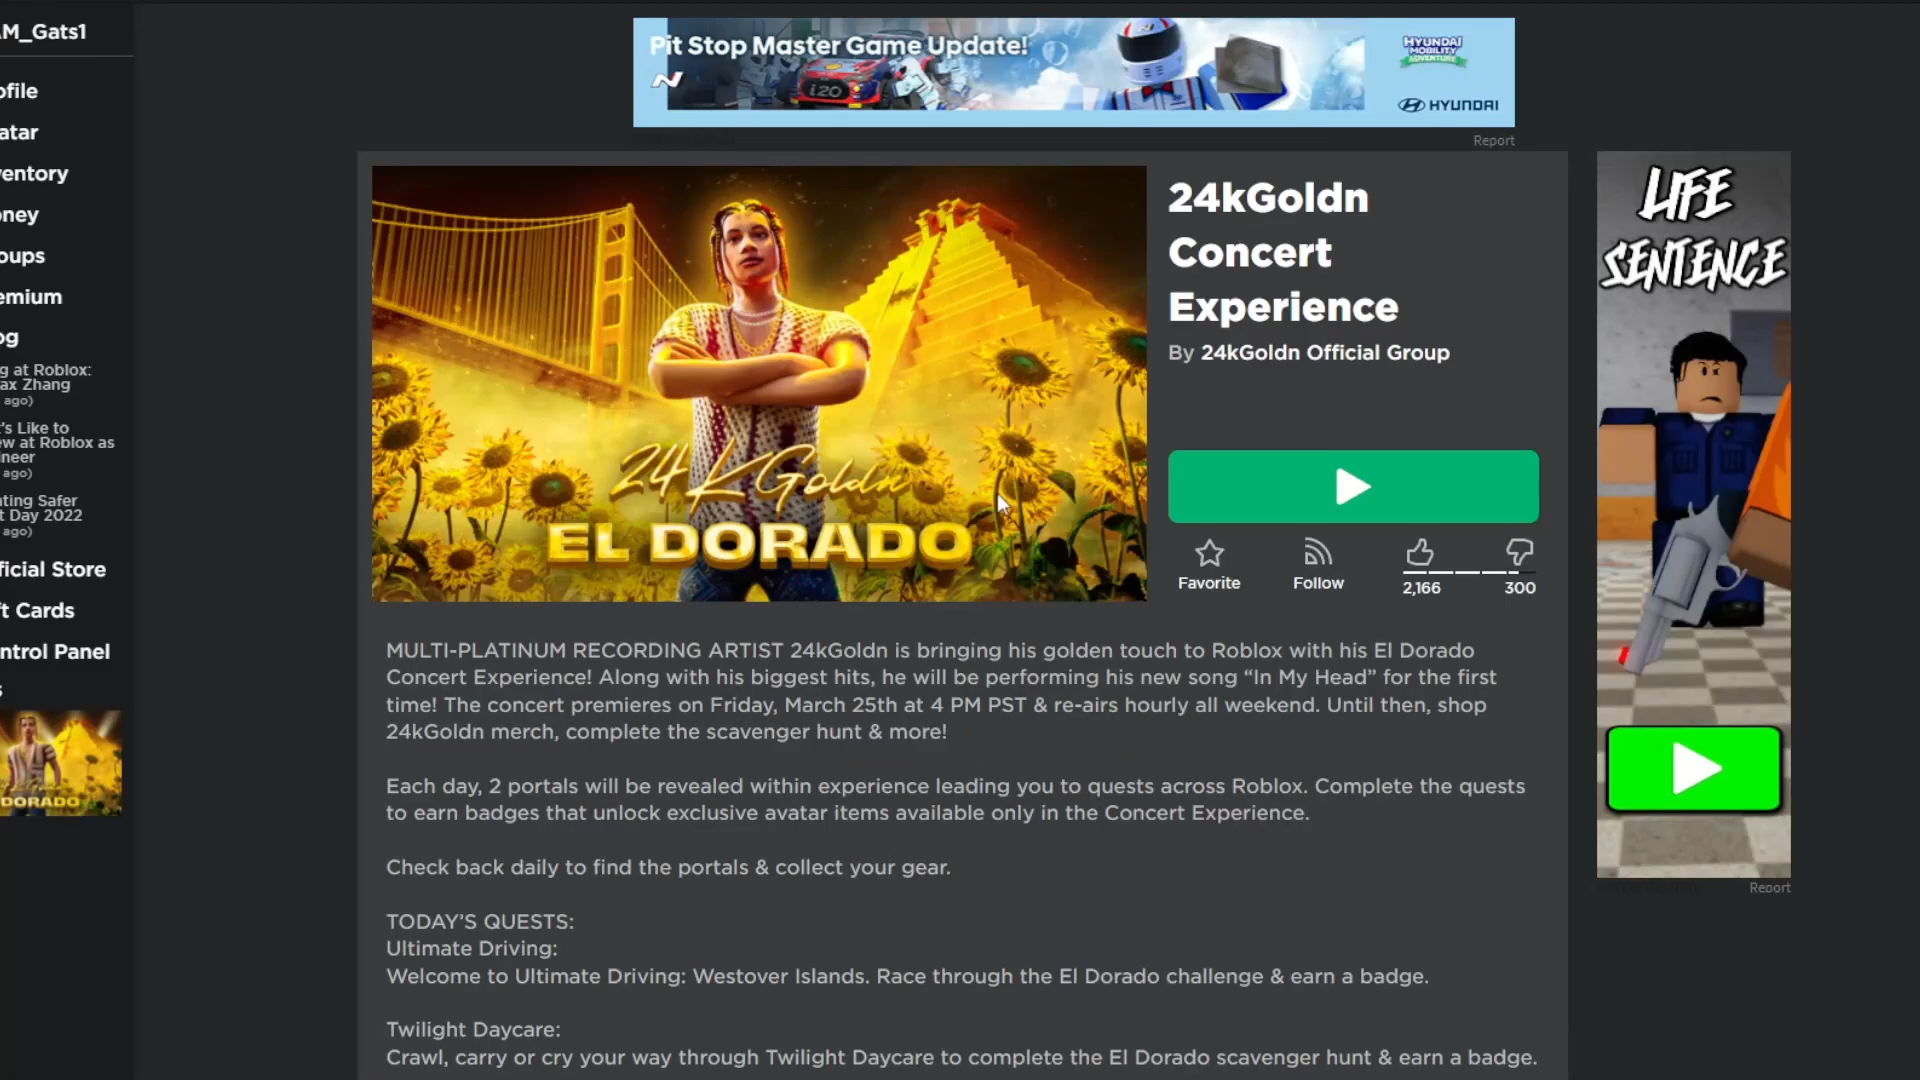 M_Gats1
ofile
atar
ventory
oney
oups
emium
og
g at Roblox:
ax Zhang
ago)
t's Like to
ew at Roblox as
ineer
ago)
ating Safer
t Day 2022
ago)
ficial Store
ft Cards
ntrol Panel
s
DORADO
Pit Stop Master Game Update!
N
i20
HYUNDAI
MOBILITY
ADVENTURE
HYUNDAI
Report
24KGoldn
EL DORADO
24kGoldn
Concert
Experience
By 24kGoldn Official Group
Favorite
Follow
2,166
300
MULTI-PLATINUM RECORDING ARTIST 24kGoldn is bringing his golden touch to Roblox with his El Dorado
Concert Experience! Along with his biggest hits, he will be performing his new song “In My Head” for the first
time! The concert premieres on Friday, March 25th at 4 PM PST & re-airs hourly all weekend. Until then, shop
24kGoldn merch, complete the scavenger hunt & more!
Each day, 2 portals will be revealed within experience leading you to quests across Roblox. Complete the quests
to earn badges that unlock exclusive avatar items available only in the Concert Experience.
Check back daily to find the portals & collect your gear.
TODAY’S QUESTS:
Ultimate Driving:
Welcome to Ultimate Driving: Westover Islands. Race through the El Dorado challenge & earn a badge.
Twilight Daycare:
Crawl, carry or cry your way through Twilight Daycare to complete the El Dorado scavenger hunt & earn a badge.
LIFE
SENTENCE
Report